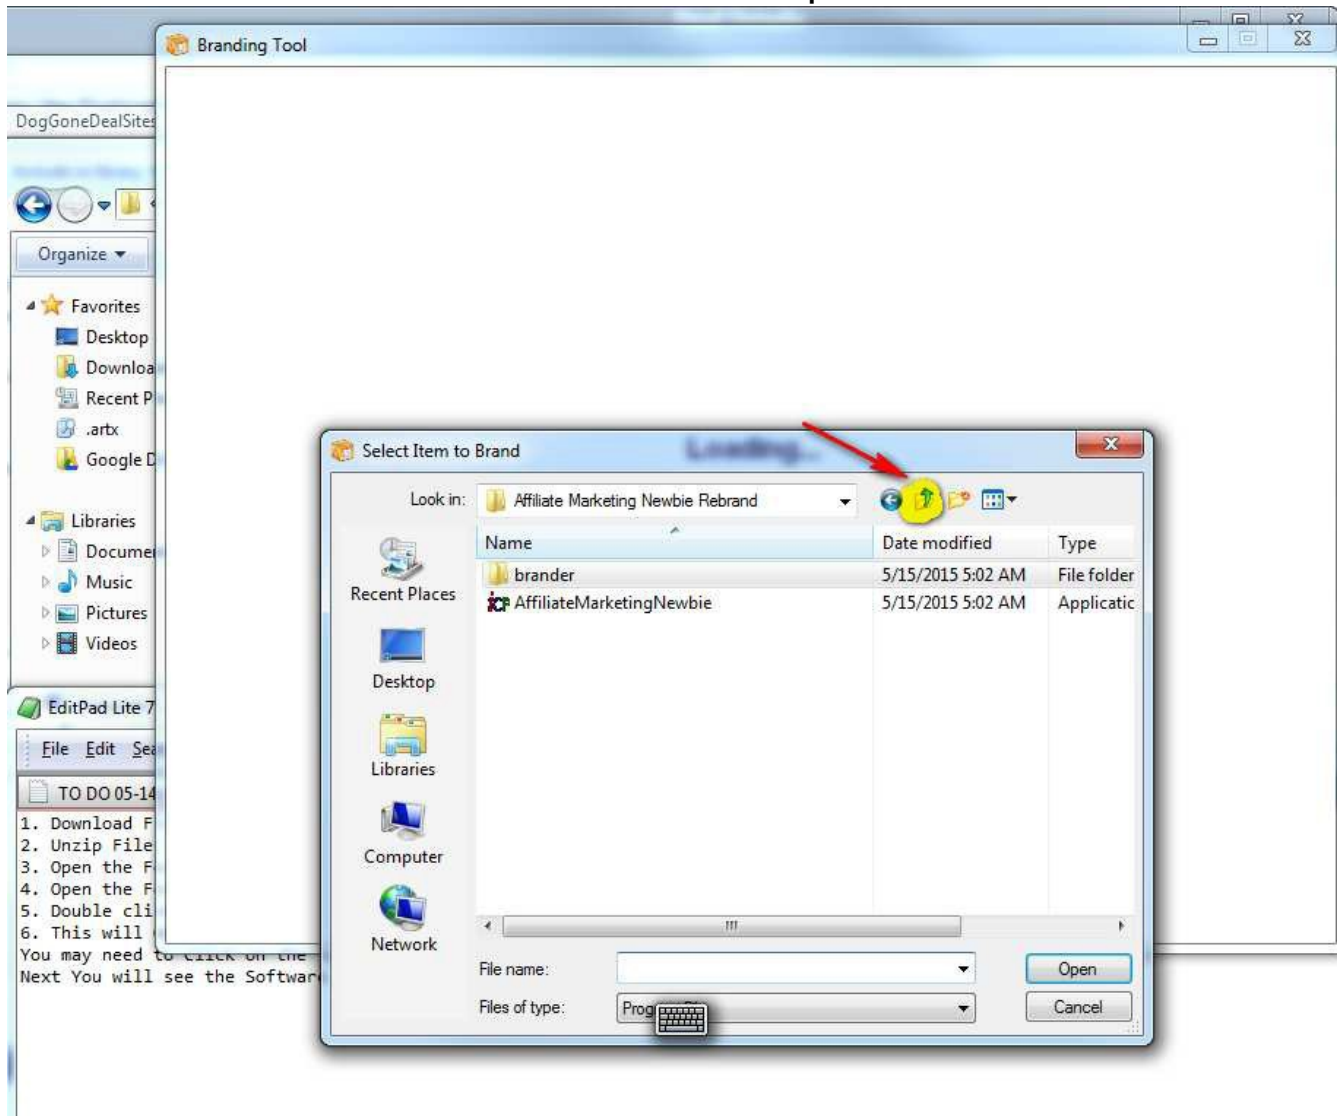 Branding Tool
DogGoneDealSites
Organize
Favorites
Desktop
Downloa
Recent P
.artx
Google D
Libraries
Docume
Music
Pictures
Videos
Select Item to Brand
Loading...
Look in:
Affiliate Marketing Newbie Rebrand
Name
Date modified
Type
brander
5/15/2015 5:02 AM
File folder
AffiliateMarketingNewbie
5/15/2015 5:02 AM
Applicatic
Recent Places
Desktop
Libraries
Computer
Network
File name:
Open
Files of type:
Cancel
EditPad Lite 7
File Edit Sea
TO DO 05-14
1. Download F
2. Unzip File
3. Open the F
4. Open the F
5. Double cli
6. This will
You may need to Click on the
Next You will see the Software